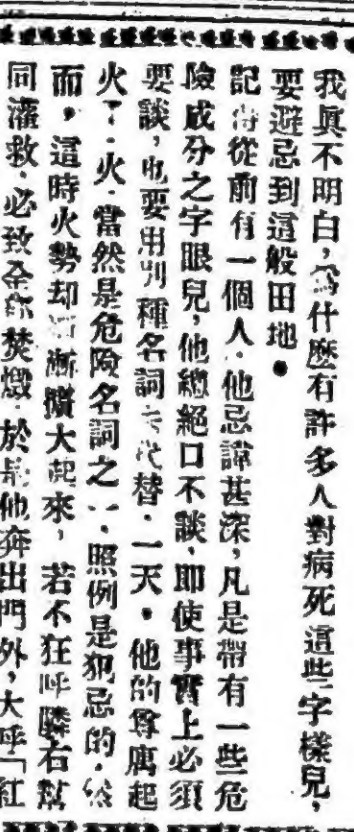 我眞不明白,爲什麽有許多人對病死這些字樣兒,
要避忌到這般田地●
記得從前有一個人.他忌諱甚深,凡是帶有一些危
險成分之字眼兒,他總絕口不談、即使事實上必須
要談,也要用別種名詞去代替.一天.他的尊寓起
火了.火.當然是危險名詞之一.照例是犯忌的.然
而,這時火勢却漸擴大起來,若不狂呼鄰右幫
同灌救.必致全部焚燬.於是他奔出門外,大呼「紅